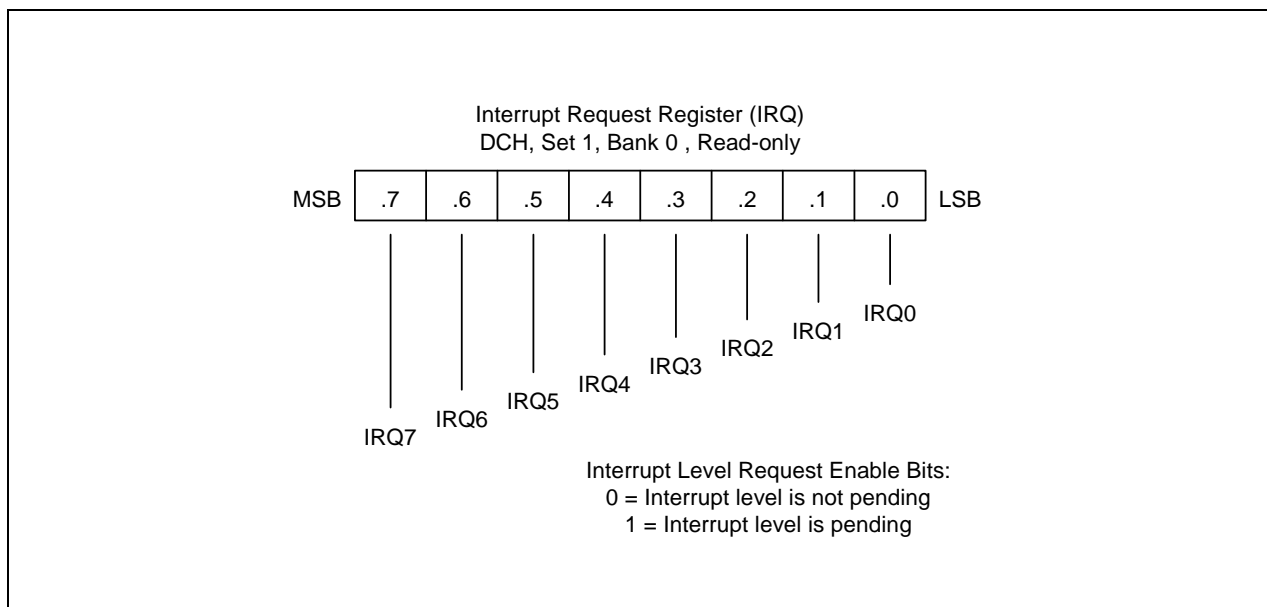 Interrupt Request Register (IRQ)
DCH, Set 1, Bank 0 , Read-only
MSB .7 .6 .5 .4 .3 .2 .1 .0 LSB
IRQ0
IRQ1
IRQ2
IRQ3
IRQ4
IRQ5
IRQ6
IRQ7
Interrupt Level Request Enable Bits:
0 = Interrupt level is not pending
1 = Interrupt level is pending